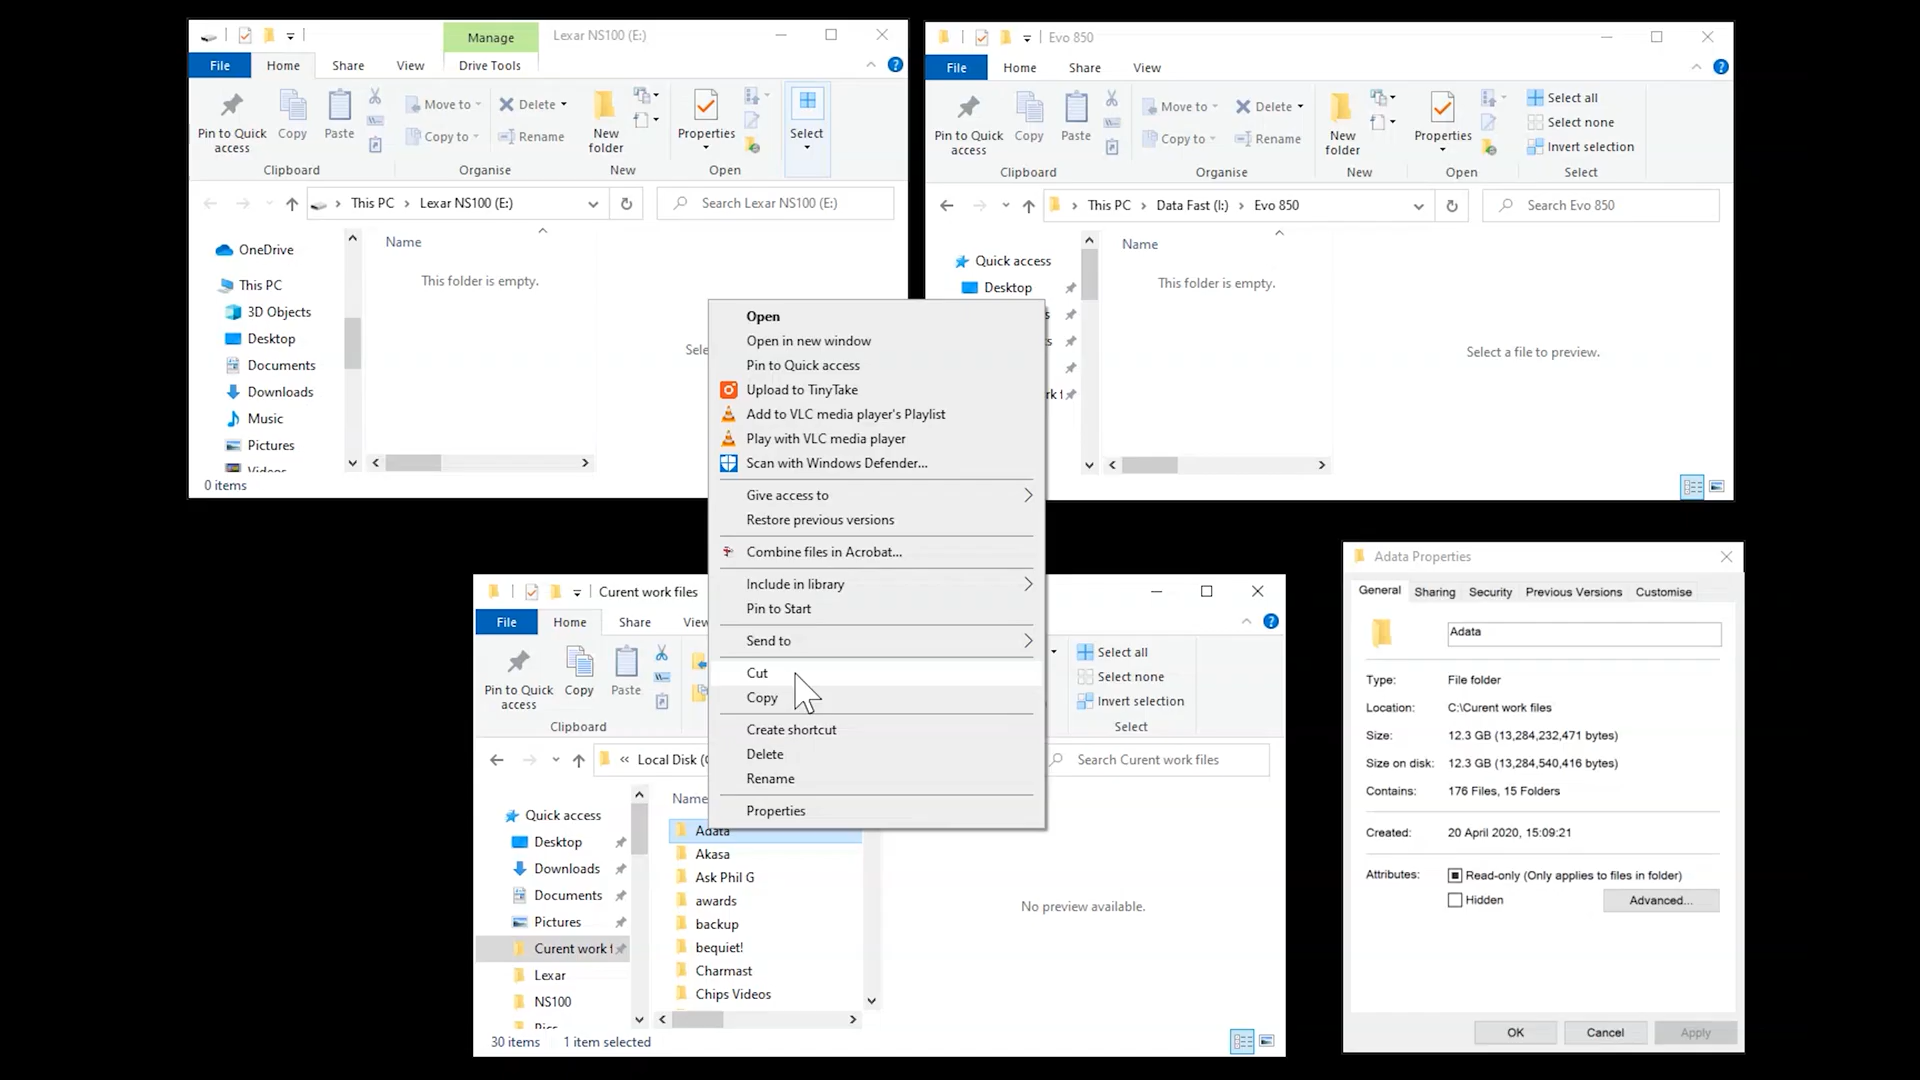 Manage
Lexar NS100 (E:)
File
Home
Share
View
Drive Tools
Pin to Quick access
Copy
Paste
Move to
Copy to
Delete
Rename
New folder
Properties
Select
Clipboard
Organise
New
Open
This PC > Lexar NS100 (E:)
Search Lexar NS100 (E:)
OneDrive
This PC
3D Objects
Desktop
Documents
Downloads
Music
Pictures
Videos
Name
This folder is empty.
Sele
0 items
Evo 850
File
Home
Share
View
Pin to Quick access
Copy
Paste
Move to
Copy to
Delete
Rename
New folder
Properties
Select all
Select none
Invert selection
Clipboard
Organise
New
Open
Select
This PC > Data Fast (I:) > Evo 850
Search Evo 850
Quick access
Desktop
Name
This folder is empty.
Select a file to preview.
Open
Open in new window
Pin to Quick access
Upload to TinyTake
Add to VLC media player's Playlist
Play with VLC media player
Scan with Windows Defender...
Give access to
Restore previous versions
Combine files in Acrobat...
Include in library
Pin to Start
Send to
Cut
Copy
Create shortcut
Delete
Rename
Properties
Curent work files
File
Home
Share
View
Pin to Quick access
Copy
Paste
Clipboard
Select all
Select none
Invert selection
Select
« Local Disk (
Search Curent work files
Quick access
Desktop
Downloads
Documents
Pictures
Curent work f
Lexar
NS100
Pics
Name
Adata
Akasa
Ask Phil G
awards
backup
bequiet!
Charmast
Chips Videos
No preview available.
30 items
1 item selected
Adata Properties
General
Sharing
Security
Previous Versions
Customise
Adata
Type: File folder
Location: C:\Curent work files
Size: 12.3 GB (13,284,232,471 bytes)
Size on disk: 12.3 GB (13,284,540,416 bytes)
Contains: 176 Files, 15 Folders
Created: 20 April 2020, 15:09:21
Attributes: Read-only (Only applies to files in folder)
Hidden
Advanced...
OK
Cancel
Apply